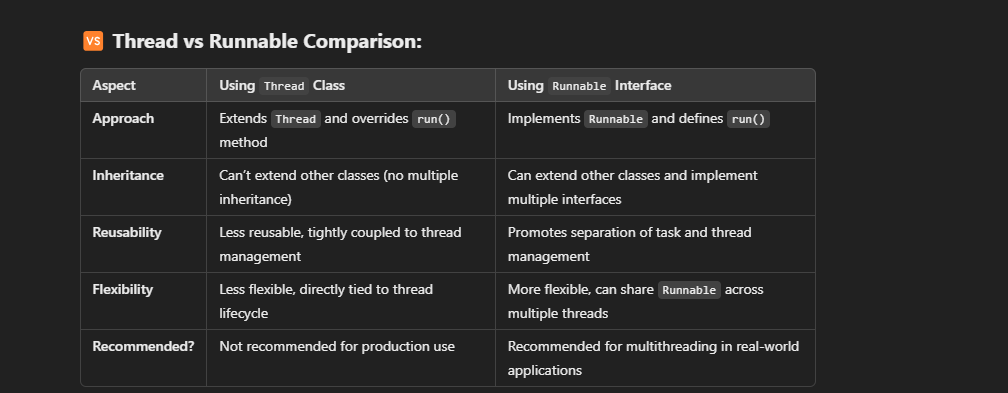 🆚 Thread vs Runnable Comparison:
Aspect Using Thread Class Using Runnable Interface
Approach Extends Thread and overrides run() Implements Runnable and defines run()
method
Inheritance Can’t extend other classes (no multiple Can extend other classes and implement
inheritance) multiple interfaces
Reusability Less reusable, tightly coupled to thread Promotes separation of task and thread
management management
Flexibility Less flexible, directly tied to thread More flexible, can share Runnable across
lifecycle multiple threads
Recommended? Not recommended for production use Recommended for multithreading in real-world
applications